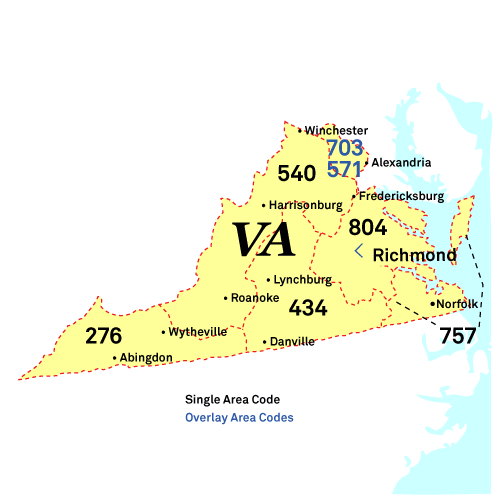 Winchester
703
571
Alexandria
540
Fredericksburg
Harrisonburg
804
VA
Richmond
Lynchburg
Roanoke
434
Norfolk
276
Wytheville
757
Danville
Abingdon
Single Area Code
Overlay Area Codes